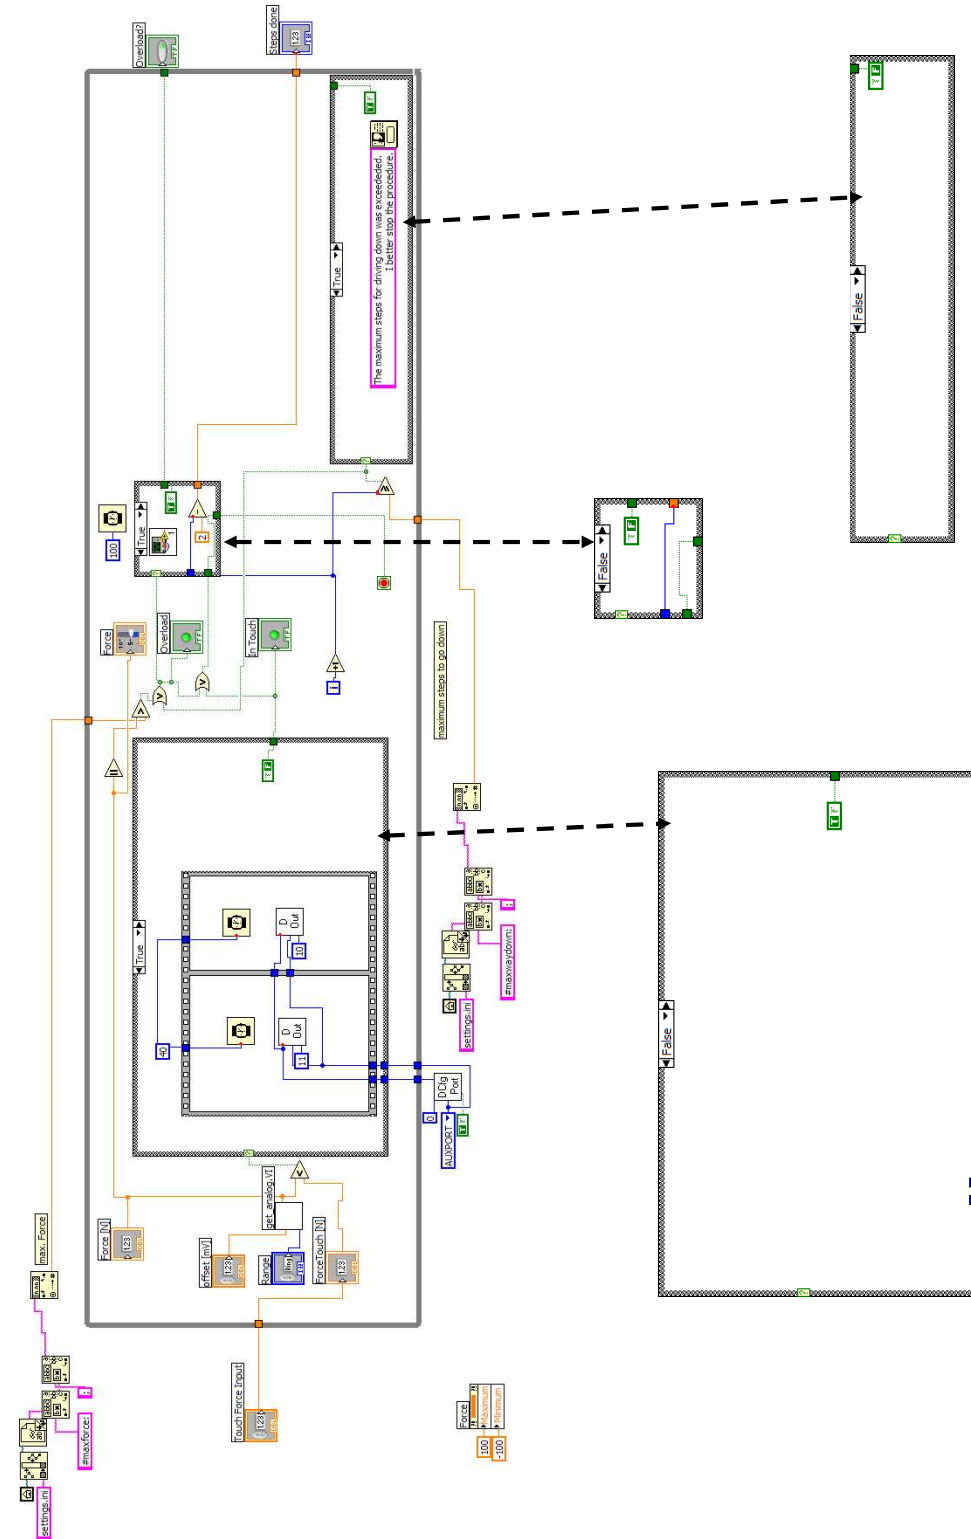 settings.ini
#maxforce:
:
max. Force
Touch Force Input
Force
Maximum
Minimum
100
-100
Force [N]
offset [mV]
Range
ForceTouch [N]
get_analog.VI
0
AUXPORT
DCfg
Port
True
40
11
D
Out
10
D
Out
settings.ini
#maxwaydown:
:
maximum steps to go down
Force
Overload
In Touch
i
100
True
1
2
True
The maximum steps for driving down was exceededed.
I better stop the procedure.
Overload?
Steps done
False
False
False